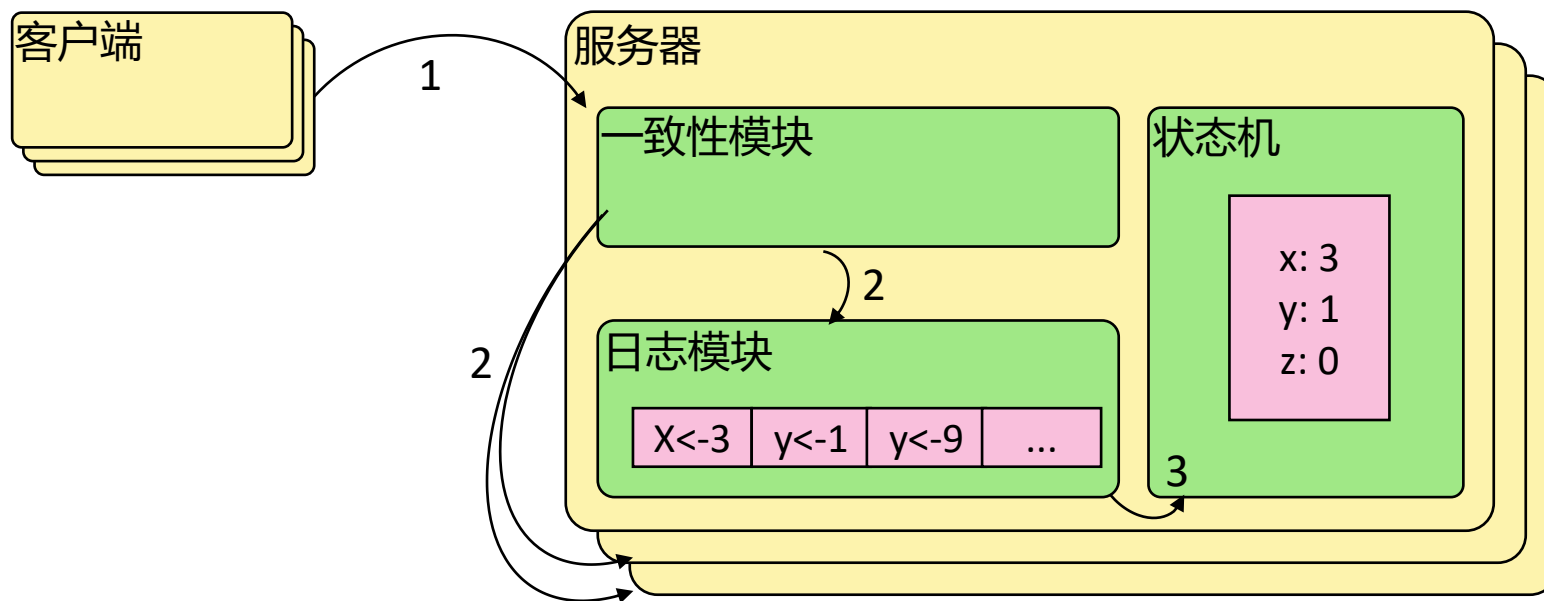 客户端
1
服务器
一致性模块
2
2
日志模块
X<-3
y<-1
y<-9
...
状态机
x: 3
y: 1
z: 0
3